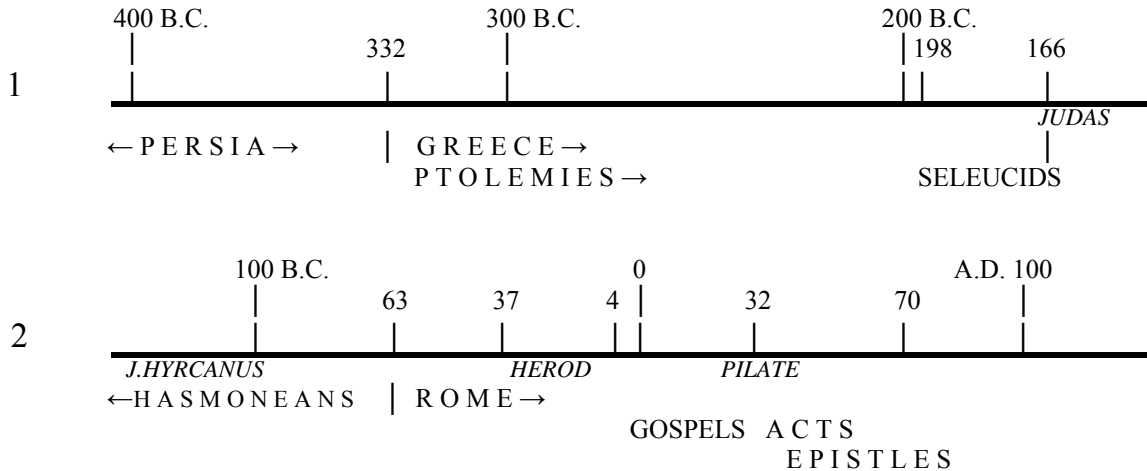 400 B.C. 300 B.C. 200 B.C.
332 198 166
1
JUDAS
← P E R S I A → | G R E E C E →
P T O L E M I E S → SELEUCIDS
100 B.C. 0 A.D. 100
63 37 4 32 70
2
J.HYRCANUS HEROD PILATE
← H A S M O N E A N S | R O M E →
GOSPELS A C T S
E P I S T L E S